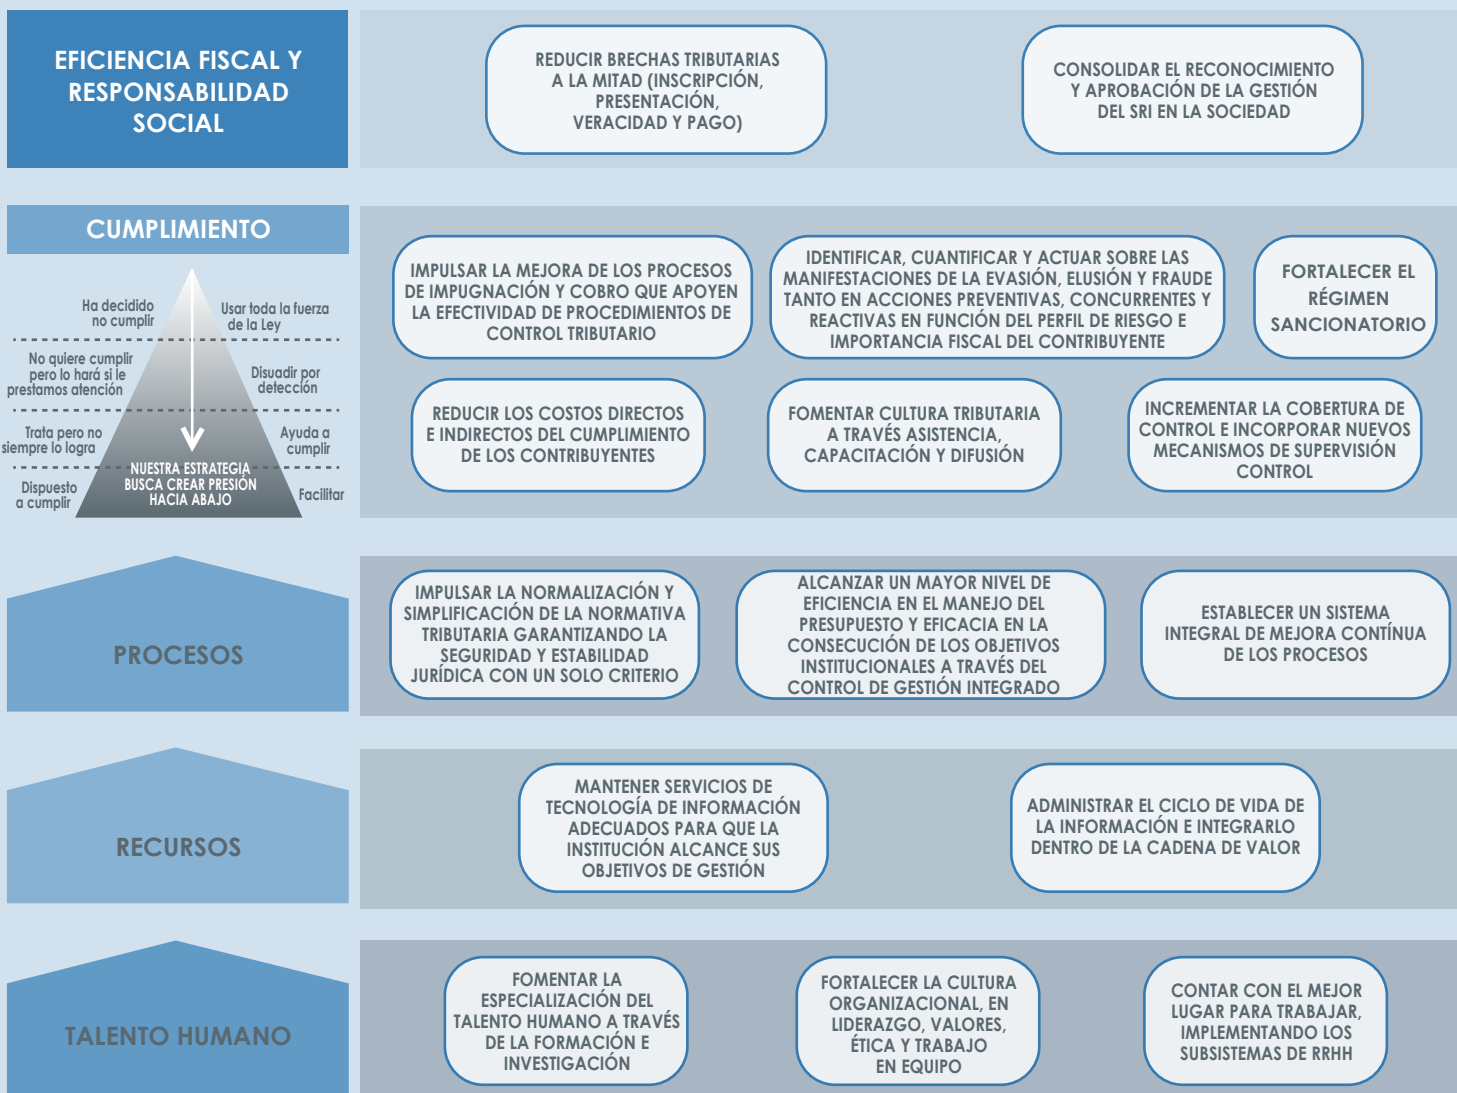 EFICIENCIA FISCAL Y
RESPONSABILIDAD
SOCIAL
REDUCIR BRECHAS TRIBUTARIAS
A LA MITAD (INSCRIPCIÓN,
PRESENTACIÓN,
VERACIDAD Y PAGO)
CONSOLIDAR EL RECONOCIMIENTO
Y APROBACIÓN DE LA GESTIÓN
DEL SRI EN LA SOCIEDAD
CUMPLIMIENTO
Ha decidido
no cumplir
Usar toda la fuerza
de la Ley
No quiere cumplir
pero lo hará si le
prestamos atención
Disuadir por
detección
Trata pero no
siempre lo logra
Ayuda a
cumplir
Dispuesto
a cumplir
NUESTRA ESTRATEGIA
BUSCA CREAR PRESIÓN
HACIA ABAJO
Facilitar
IMPULSAR LA MEJORA DE LOS PROCESOS
DE IMPUGNACIÓN Y COBRO QUE APOYEN
LA EFECTIVIDAD DE PROCEDIMIENTOS DE
CONTROL TRIBUTARIO
IDENTIFICAR, CUANTIFICAR Y ACTUAR SOBRE LAS
MANIFESTACIONES DE LA EVASIÓN, ELUSIÓN Y FRAUDE
TANTO EN ACCIONES PREVENTIVAS, CONCURRENTES Y
REACTIVAS EN FUNCIÓN DEL PERFIL DE RIESGO E
IMPORTANCIA FISCAL DEL CONTRIBUYENTE
FORTALECER EL
RÉGIMEN
SANCIONATORIO
REDUCIR LOS COSTOS DIRECTOS
E INDIRECTOS DEL CUMPLIMIENTO
DE LOS CONTRIBUYENTES
FOMENTAR CULTURA TRIBUTARIA
A TRAVÉS ASISTENCIA,
CAPACITACIÓN Y DIFUSIÓN
INCREMENTAR LA COBERTURA DE
CONTROL E INCORPORAR NUEVOS
MECANISMOS DE SUPERVISIÓN
CONTROL
PROCESOS
IMPULSAR LA NORMALIZACIÓN Y
SIMPLIFICACIÓN DE LA NORMATIVA
TRIBUTARIA GARANTIZANDO LA
SEGURIDAD Y ESTABILIDAD
JURÍDICA CON UN SOLO CRITERIO
ALCANZAR UN MAYOR NIVEL DE
EFICIENCIA EN EL MANEJO DEL
PRESUPUESTO Y EFICACIA EN LA
CONSECUCIÓN DE LOS OBJETIVOS
INSTITUCIONALES A TRAVÉS DEL
CONTROL DE GESTIÓN INTEGRADO
ESTABLECER UN SISTEMA
INTEGRAL DE MEJORA CONTÍNUA
DE LOS PROCESOS
RECURSOS
MANTENER SERVICIOS DE
TECNOLOGÍA DE INFORMACIÓN
ADECUADOS PARA QUE LA
INSTITUCIÓN ALCANCE SUS
OBJETIVOS DE GESTIÓN
ADMINISTRAR EL CICLO DE VIDA DE
LA INFORMACIÓN E INTEGRARLO
DENTRO DE LA CADENA DE VALOR
TALENTO HUMANO
FOMENTAR LA
ESPECIALIZACIÓN DEL
TALENTO HUMANO A TRAVÉS
DE LA FORMACIÓN E
INVESTIGACIÓN
FORTALECER LA CULTURA
ORGANIZACIONAL, EN
LIDERAZGO, VALORES,
ÉTICA Y TRABAJO
EN EQUIPO
CONTAR CON EL MEJOR
LUGAR PARA TRABAJAR,
IMPLEMENTANDO LOS
SUBSISTEMAS DE RRHH